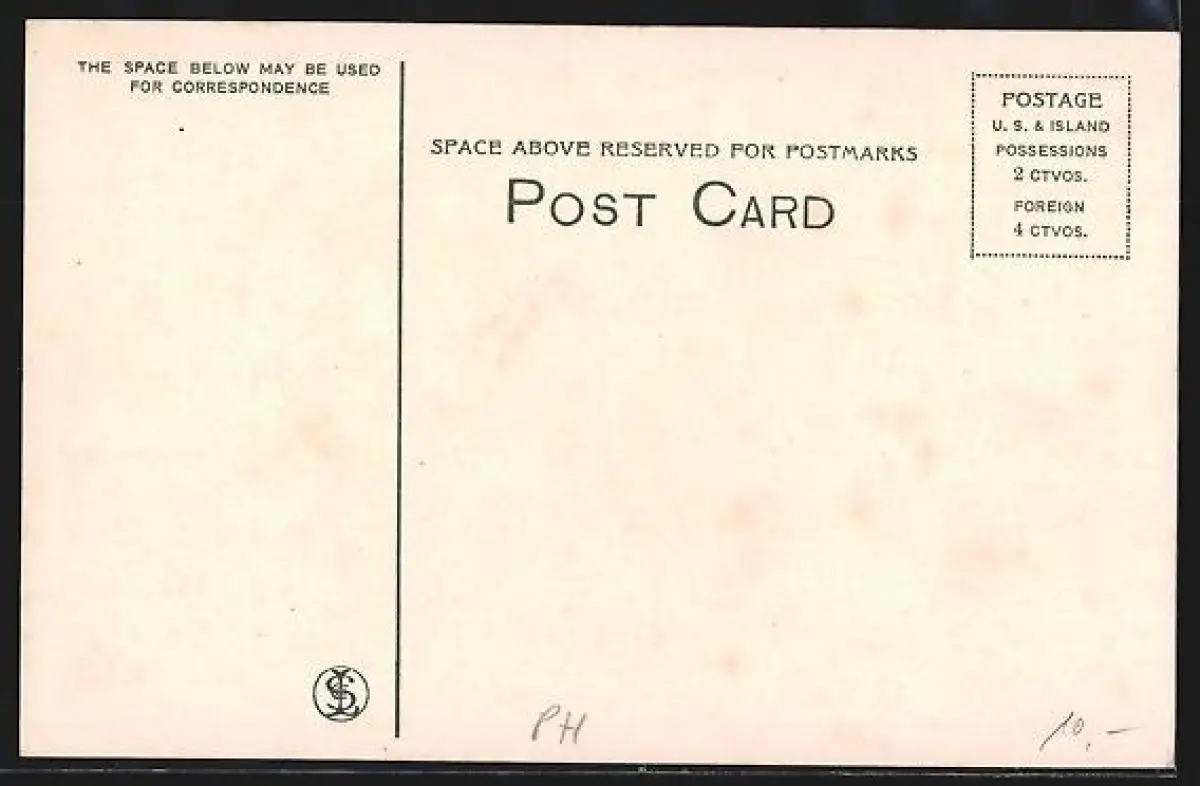 THE SPACE BELOW MAY BE USED
FOR CORRESPONDENCE
SPACE ABOVE RESERVED FOR POSTMARKS
POST CARD
POSTAGE
U. S. & ISLAND
POSSESSIONS
2 CTVOS.
FOREIGN
4 CTVOS.
PH
10,-